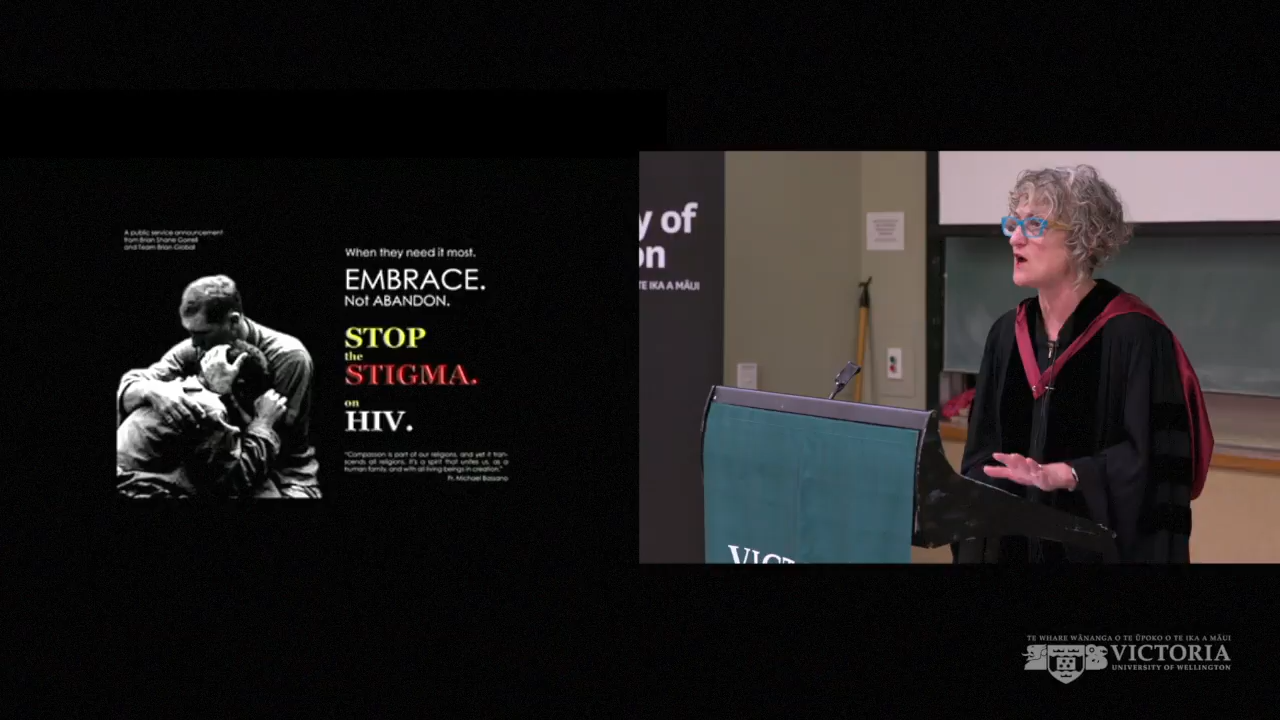 A public service announcement
from Brian Shane Gorrell
and Team Brian Global
When they need it most.
EMBRACE.
Not ABANDON.
STOP
the
STIGMA.
on
HIV.
"Compassion is part of our religions, and yet it tran-
scends all religions. It's a spirit that unites us, as a
human family, and with all living beings in creation."
Fr. Michael Bassano
y of
on
TE IKA A MĀUI
VICT
TE WHARE WĀNANGA O TE ŪPOKO O TE IKA A MĀUI
VICTORIA
UNIVERSITY OF WELLINGTON